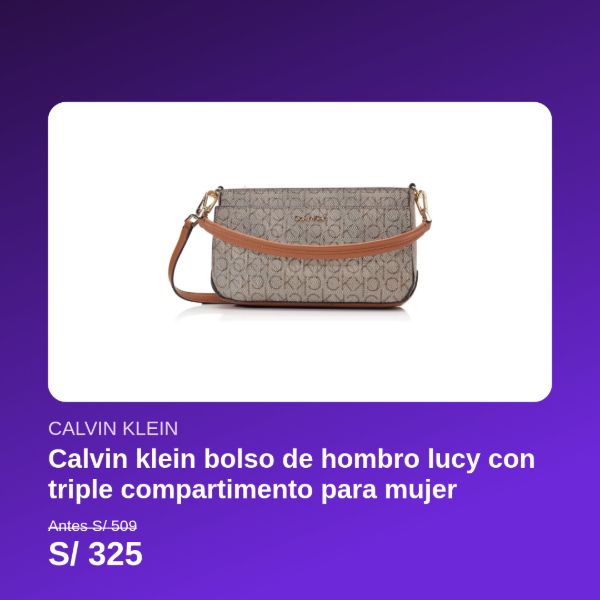 CALVIN KLEIN
Calvin klein bolso de hombro lucy con
triple compartimento para mujer
Antes S/ 509
S/ 325